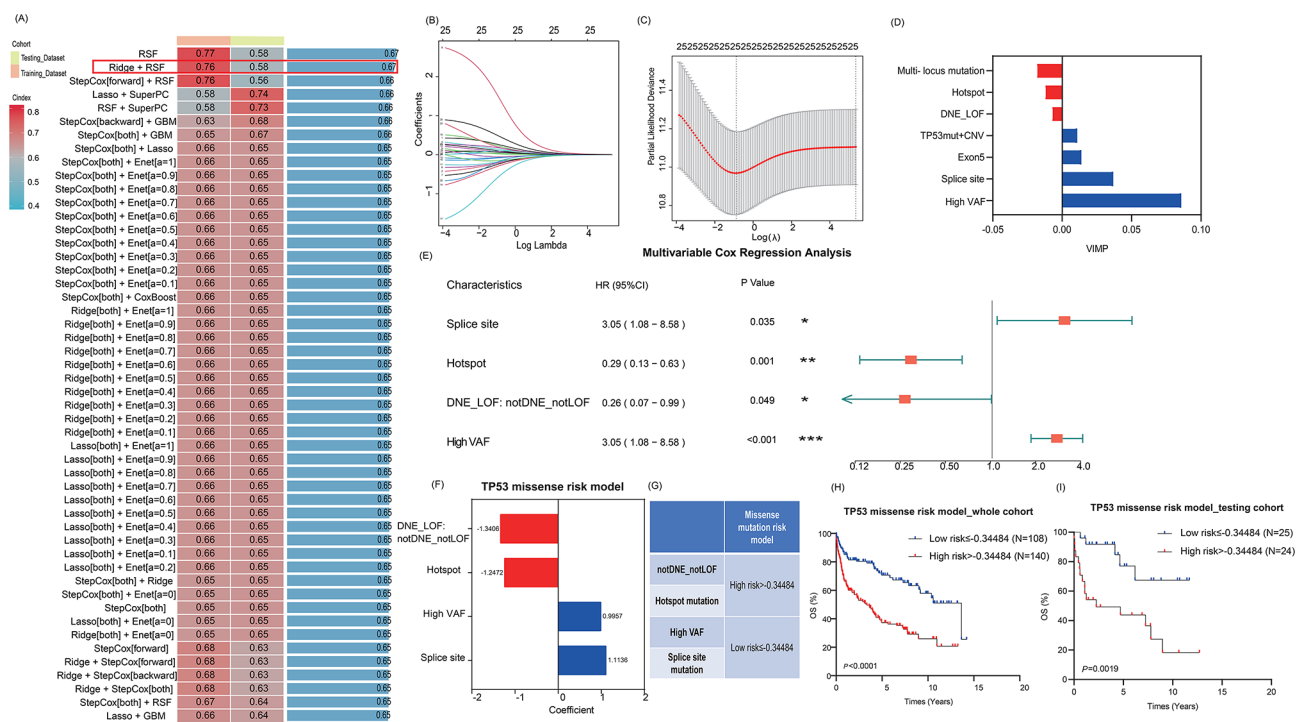 (A)
Cohort
Testing_Dataset
Training_Dataset
Cindex
0.8
0.7
0.6
0.5
0.4
RSF 0.77 0.58 0.67
Ridge + RSF 0.76 0.58 0.67
StepCox[forward] + RSF 0.76 0.56 0.66
Lasso + SuperPC 0.58 0.74 0.66
RSF + SuperPC 0.58 0.73 0.66
StepCox[backward] + GBM 0.63 0.68 0.66
StepCox[both] + GBM 0.65 0.67 0.66
StepCox[both] + Lasso 0.66 0.65 0.65
StepCox[both] + Enet[a=1] 0.66 0.65 0.65
StepCox[both] + Enet[a=0.9] 0.66 0.65 0.65
StepCox[both] + Enet[a=0.8] 0.66 0.65 0.65
StepCox[both] + Enet[a=0.7] 0.66 0.65 0.65
StepCox[both] + Enet[a=0.6] 0.66 0.65 0.65
StepCox[both] + Enet[a=0.5] 0.66 0.65 0.65
StepCox[both] + Enet[a=0.4] 0.66 0.65 0.65
StepCox[both] + Enet[a=0.3] 0.66 0.65 0.65
StepCox[both] + Enet[a=0.2] 0.66 0.65 0.65
StepCox[both] + Enet[a=0.1] 0.66 0.65 0.65
StepCox[both] + CoxBoost 0.66 0.65 0.65
Ridge[both] + Enet[a=1] 0.66 0.65 0.65
Ridge[both] + Enet[a=0.9] 0.66 0.65 0.65
Ridge[both] + Enet[a=0.8] 0.66 0.65 0.65
Ridge[both] + Enet[a=0.7] 0.66 0.65 0.65
Ridge[both] + Enet[a=0.6] 0.66 0.65 0.65
Ridge[both] + Enet[a=0.5] 0.66 0.65 0.65
Ridge[both] + Enet[a=0.4] 0.66 0.65 0.65
Ridge[both] + Enet[a=0.3] 0.66 0.65 0.65
Ridge[both] + Enet[a=0.2] 0.66 0.65 0.65
Ridge[both] + Enet[a=0.1] 0.66 0.65 0.65
Lasso[both] + Enet[a=1] 0.66 0.65 0.65
Lasso[both] + Enet[a=0.9] 0.66 0.65 0.65
Lasso[both] + Enet[a=0.8] 0.66 0.65 0.65
Lasso[both] + Enet[a=0.7] 0.66 0.65 0.65
Lasso[both] + Enet[a=0.6] 0.66 0.65 0.65
Lasso[both] + Enet[a=0.5] 0.66 0.65 0.65
Lasso[both] + Enet[a=0.4] 0.66 0.65 0.65
Lasso[both] + Enet[a=0.3] 0.66 0.65 0.65
Lasso[both] + Enet[a=0.1] 0.66 0.65 0.65
Lasso[both] + Enet[a=0.2] 0.66 0.65 0.65
StepCox[both] + Ridge 0.65 0.65 0.65
StepCox[both] + Enet[a=0] 0.65 0.65 0.65
StepCox[both] 0.65 0.65 0.65
Lasso[both] + Enet[a=0] 0.65 0.65 0.65
Ridge[both] + Enet[a=0] 0.65 0.65 0.65
StepCox[forward] 0.68 0.63 0.65
Ridge + StepCox[forward] 0.68 0.63 0.65
Ridge + StepCox[backward] 0.68 0.63 0.65
Ridge + StepCox[both] 0.68 0.63 0.65
StepCox[both] + RSF 0.67 0.64 0.65
Lasso + GBM 0.66 0.64 0.65
(B)
25 25 25 25 25
Coefficients
2
1
0
−1
−4 −2 0 2 4
Log Lambda
(C)
25252525252525252525252525252525
Partial Likelihood Deviance
11.4
11.2
11.0
10.8
−4 −2 0 2 4
Log(λ)
(D)
Multi- locus mutation
Hotspot
DNE_LOF
TP53mut+CNV
Exon5
Splice site
High VAF
-0.05 0.00 0.05 0.10
VIMP
Multivariable Cox Regression Analysis
(E)
Characteristics HR (95%CI) P Value
Splice site 3.05 ( 1.08 − 8.58 ) 0.035 *
Hotspot 0.29 ( 0.13 − 0.63 ) 0.001 **
DNE_LOF: notDNE_notLOF 0.26 ( 0.07 − 0.99 ) 0.049 *
High VAF 3.05 ( 1.08 − 8.58 ) <0.001 ***
0.12 0.25 0.50 1.0 2.0 4.0
(F)
TP53 missense risk model
DNE_LOF:
notDNE_notLOF
-1.3406
Hotspot
-1.2472
High VAF
0.9957
Splice site
1.1136
−2 −1 0 1 2
Coefficient
(G)
Missense
mutation risk
model
notDNE_notLOF
Hotspot mutation
High risk>-0.34484
High VAF
Splice site
mutation
Low risk≤-0.34484
(H)
TP53 missense risk model_whole cohort
Low risk≤-0.34484 (N=108)
High risk>-0.34484 (N=140)
OS (%)
100
80
60
40
20
0
P<0.0001
0 5 10 15 20
Times (Years)
(I)
TP53 missense risk model_testing cohort
Low risk≤-0.34484 (N=25)
High risk>-0.34484 (N=24)
OS (%)
100
80
60
40
20
0
P=0.0019
0 5 10 15 20
Times (Years)